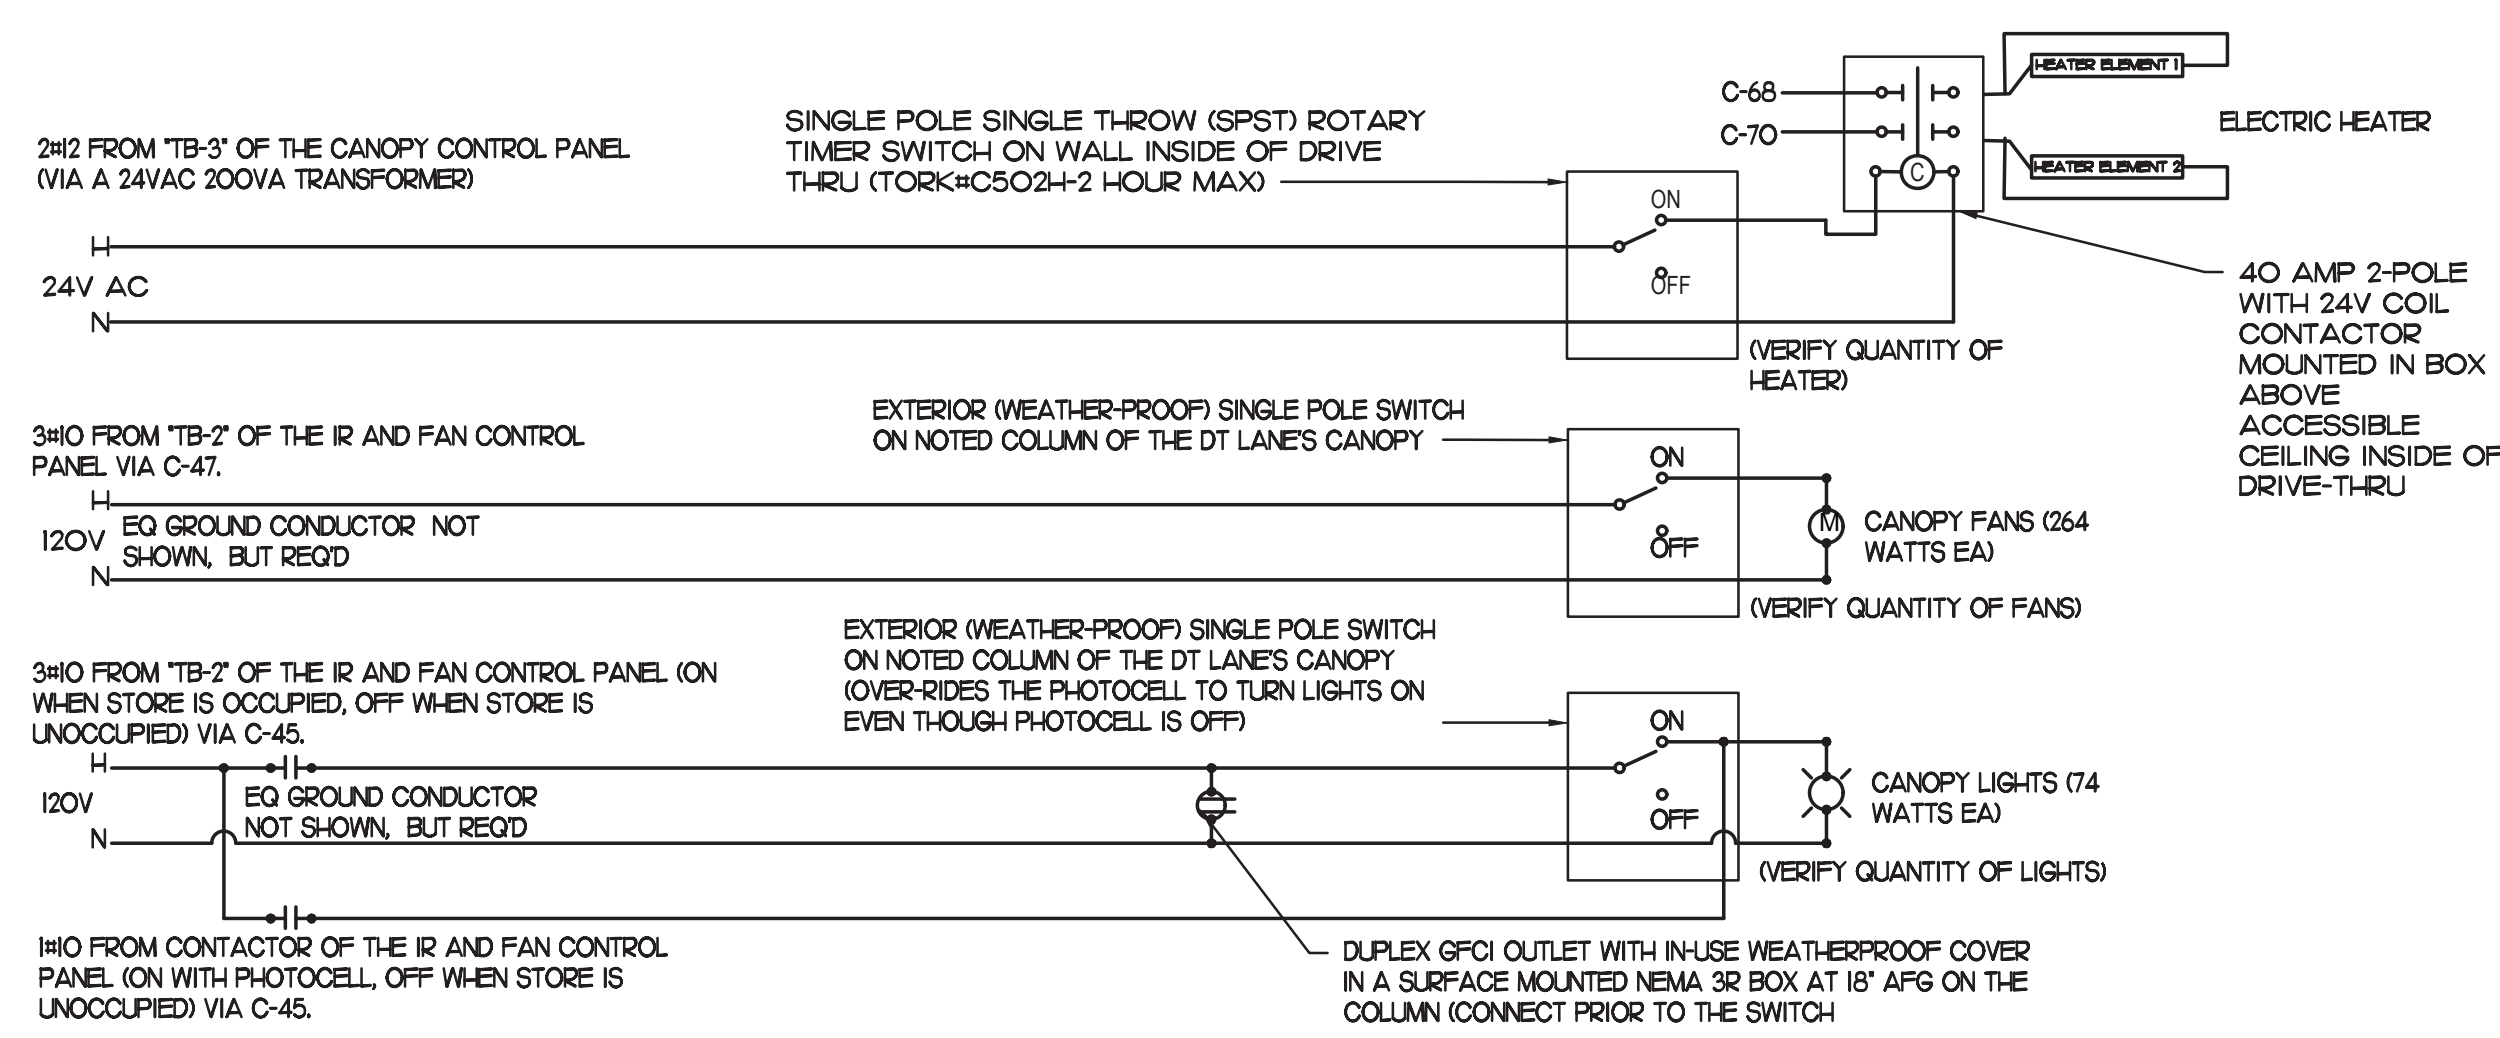 2#12 FROM "TB-3" OF THE CANOPY CONTROL PANEL
(VIA A 24VAC 200VA TRANSFORMER)
H
24V AC
N
SINGLE POLE SINGLE THROW (SPST) ROTARY
TIMER SWITCH ON WALL INSIDE OF DRIVE
THRU (TORK#C502H-2 HOUR MAX)
ON
OFF
C-68
C-70
C
HEATER ELEMENT 1
HEATER ELEMENT 2
ELECTRIC HEATER
40 AMP 2-POLE
WITH 24V COIL
CONTACTOR
MOUNTED IN BOX
ABOVE
ACCESSIBLE
CEILING INSIDE OF
DRIVE-THRU
(VERIFY QUANTITY OF
HEATER)
3#10 FROM "TB-2" OF THE IR AND FAN CONTROL
PANEL VIA C-47.
H
120V
EQ GROUND CONDUCTOR NOT
SHOWN, BUT REQ'D
N
EXTERIOR (WEATHER-PROOF) SINGLE POLE SWITCH
ON NOTED COLUMN OF THE DT LANE'S CANOPY
ON
OFF
M
CANOPY FANS (264
WATTS EA)
(VERIFY QUANTITY OF FANS)
3#10 FROM "TB-2" OF THE IR AND FAN CONTROL PANEL (ON
WHEN STORE IS OCCUPIED, OFF WHEN STORE IS
UNOCCUPIED) VIA C-45.
H
120V
EQ GROUND CONDUCTOR
NOT SHOWN, BUT REQ'D
N
EXTERIOR (WEATHER-PROOF) SINGLE POLE SWITCH
ON NOTED COLUMN OF THE DT LANE'S CANOPY
(OVER-RIDES THE PHOTOCELL TO TURN LIGHTS ON
EVEN THOUGH PHOTOCELL IS OFF)
ON
OFF
CANOPY LIGHTS (74
WATTS EA)
(VERIFY QUANTITY OF LIGHTS)
1#10 FROM CONTACTOR OF THE IR AND FAN CONTROL
PANEL (ON WITH PHOTOCELL, OFF WHEN STORE IS
UNOCCUPIED) VIA C-45.
DUPLEX GFCI OUTLET WITH IN-USE WEATHERPROOF COVER
IN A SURFACE MOUNTED NEMA 3R BOX AT 18" AFG ON THE
COLUMN (CONNECT PRIOR TO THE SWITCH